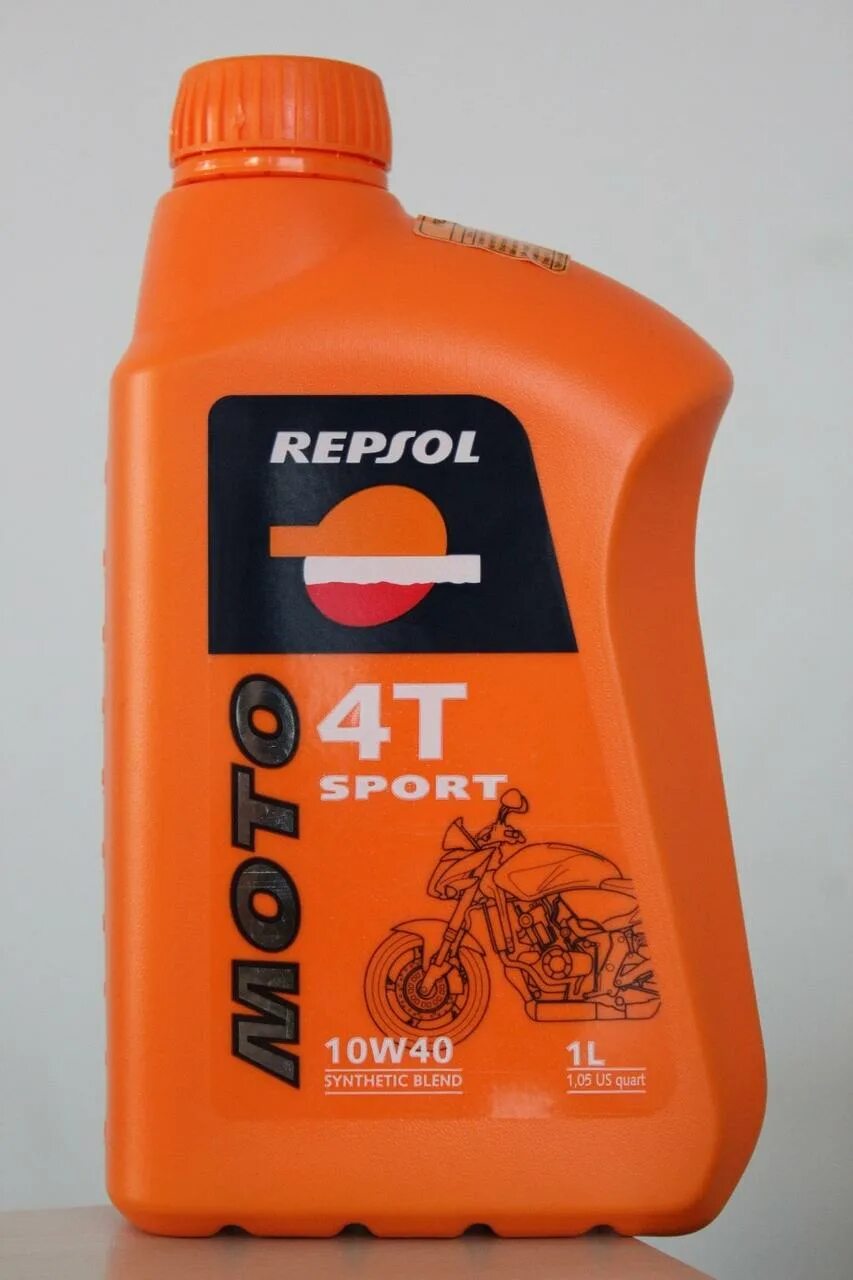 REPSOL
MOTO
4T
SPORT
10W40
SYNTHETIC BLEND
1L
1,05 US quart